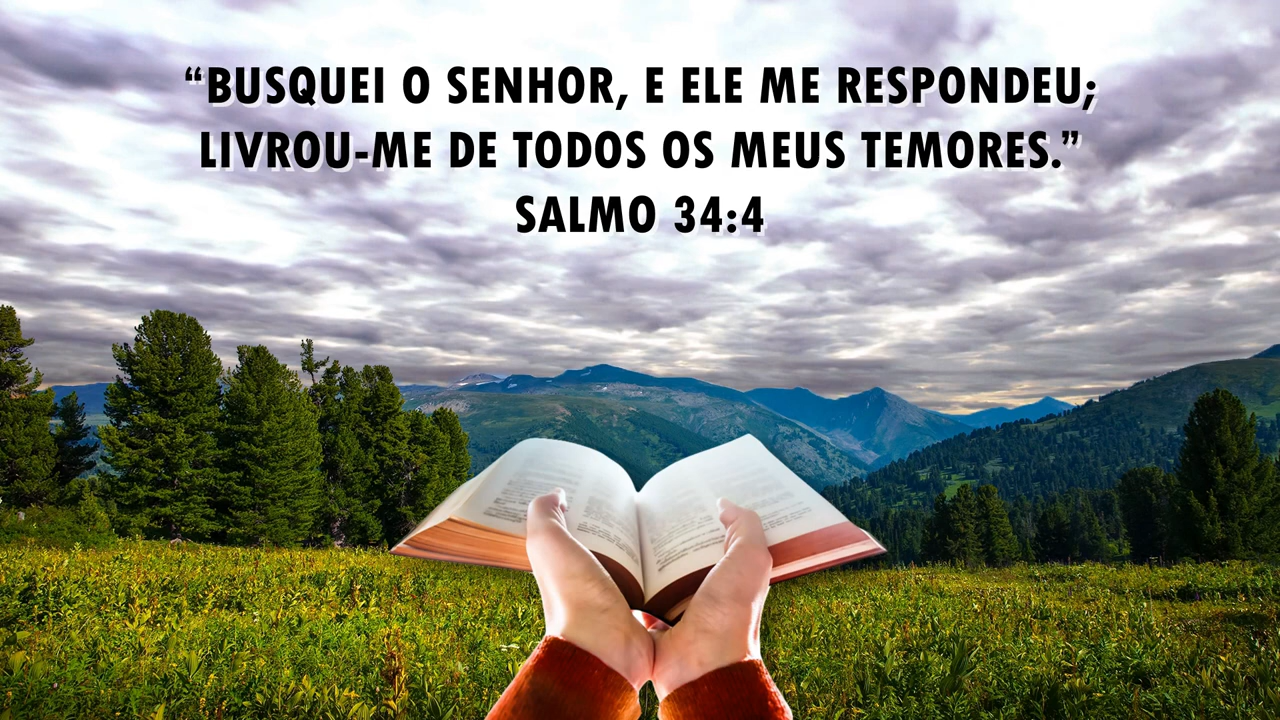 “BUSQUEI O SENHOR, E ELE ME RESPONDEU;
LIVROU-ME DE TODOS OS MEUS TEMORES.”
SALMO 34:4